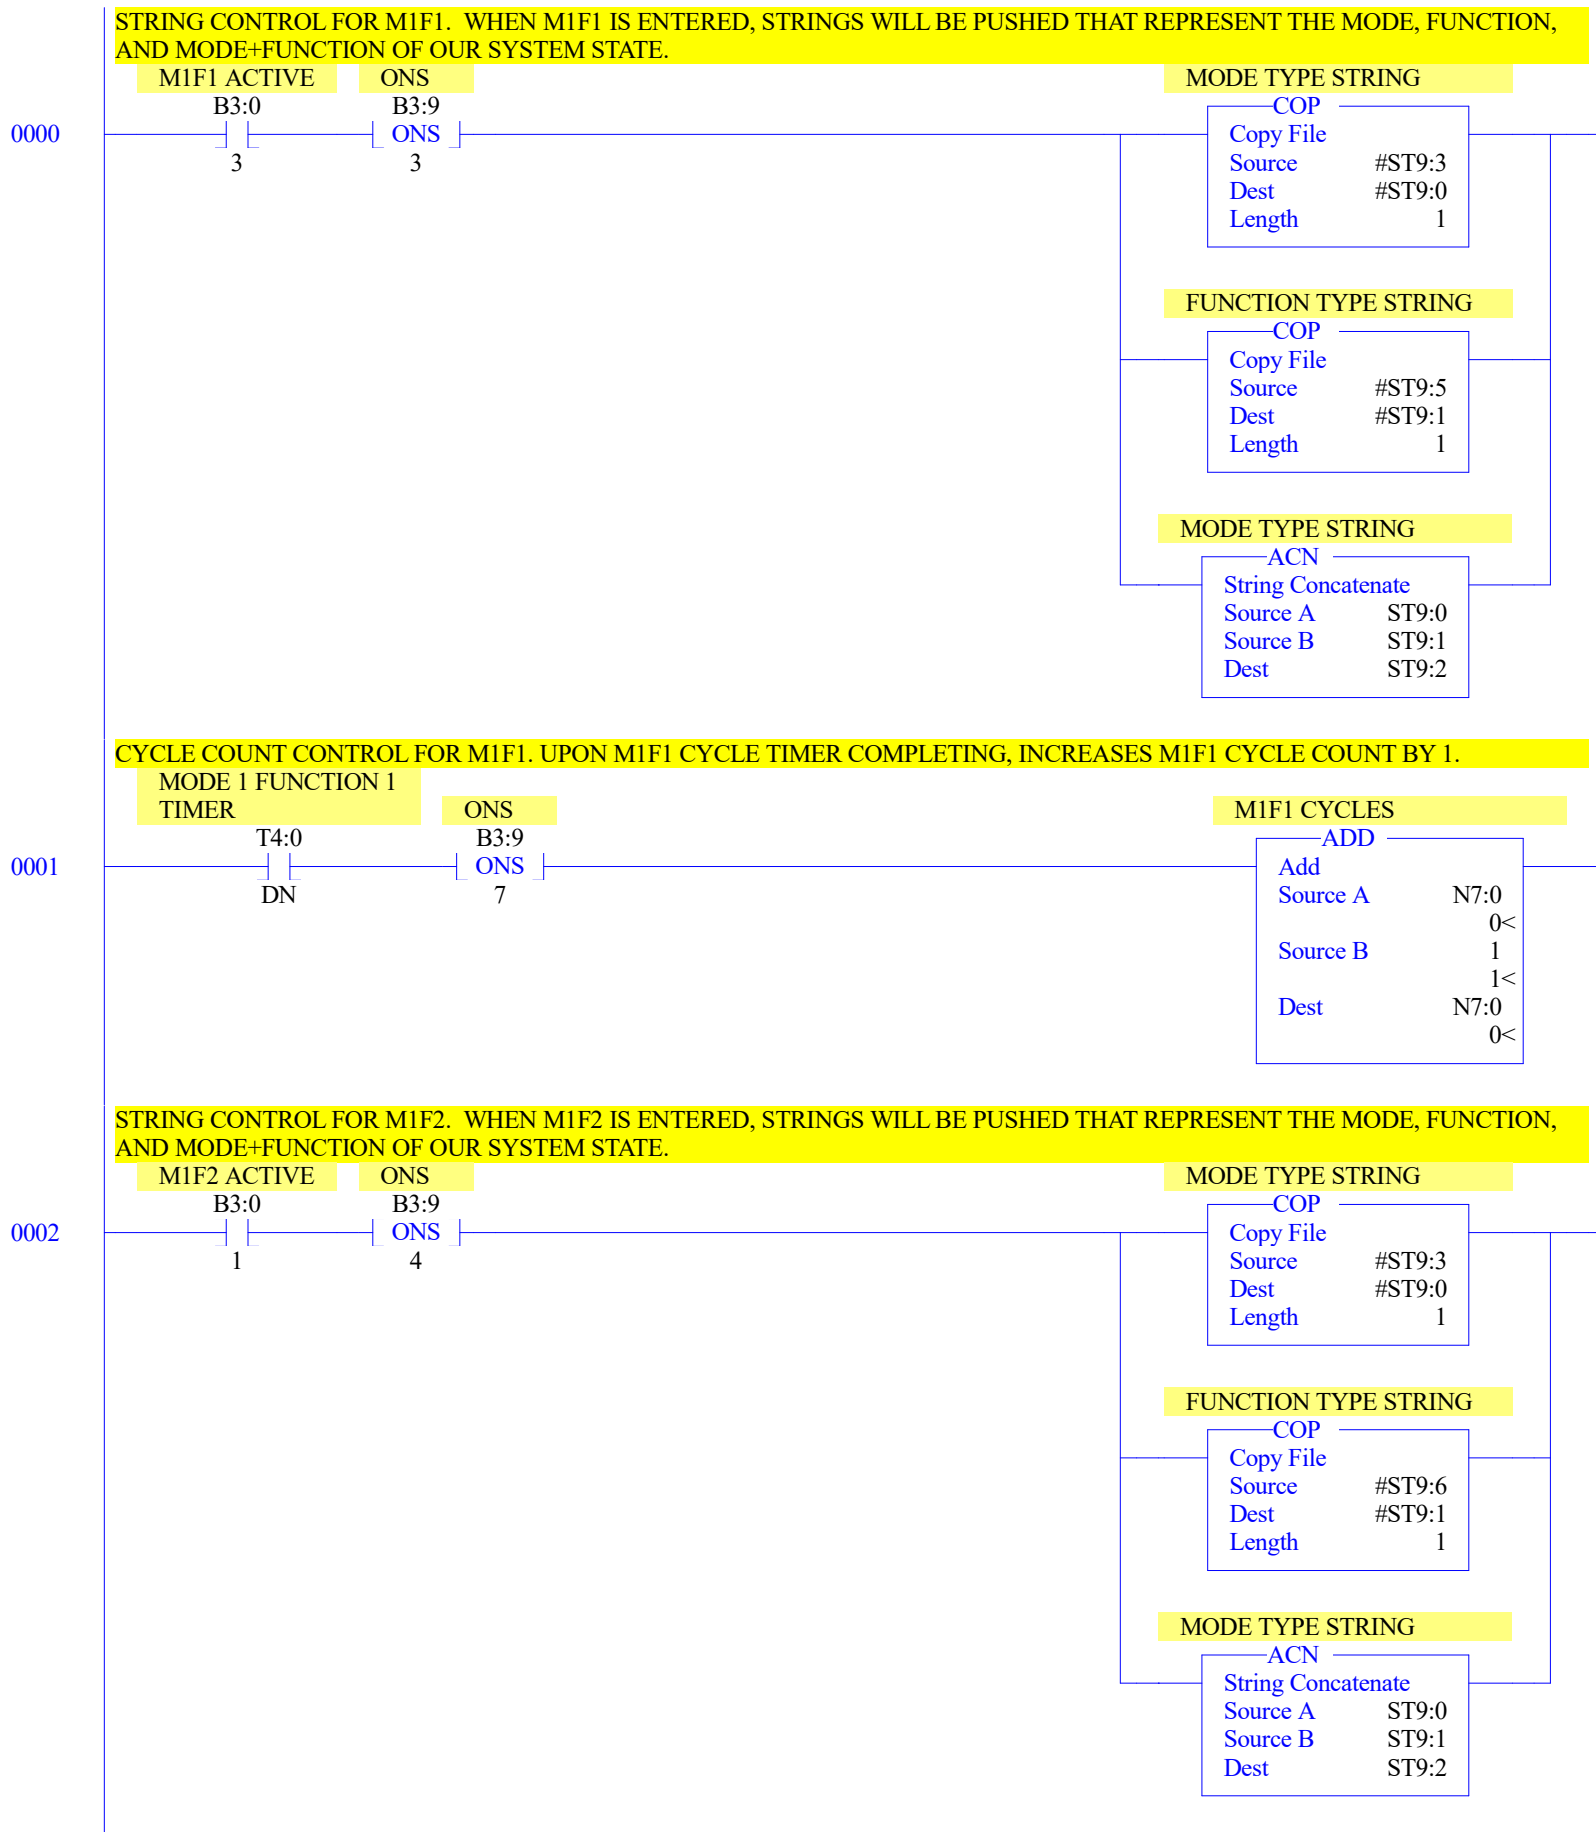 STRING CONTROL FOR M1F1.  WHEN M1F1 IS ENTERED, STRINGS WILL BE PUSHED THAT REPRESENT THE MODE, FUNCTION,
AND MODE+FUNCTION OF OUR SYSTEM STATE.
M1F1 ACTIVE ONS MODE TYPE STRING
B3:0 B3:9 COP
0000 ONS Copy File
3 3 Source #ST9:3
Dest #ST9:0
Length 1
FUNCTION TYPE STRING
COP
Copy File
Source #ST9:5
Dest #ST9:1
Length 1
MODE TYPE STRING
ACN
String Concatenate
Source A ST9:0
Source B ST9:1
Dest ST9:2
CYCLE COUNT CONTROL FOR M1F1. UPON M1F1 CYCLE TIMER COMPLETING, INCREASES M1F1 CYCLE COUNT BY 1.
MODE 1 FUNCTION 1
TIMER ONS M1F1 CYCLES
T4:0 B3:9 ADD
0001 ONS Add
DN 7 Source A N7:0
0<
Source B 1
1<
Dest N7:0
0<
STRING CONTROL FOR M1F2.  WHEN M1F2 IS ENTERED, STRINGS WILL BE PUSHED THAT REPRESENT THE MODE, FUNCTION,
AND MODE+FUNCTION OF OUR SYSTEM STATE.
M1F2 ACTIVE ONS MODE TYPE STRING
B3:0 B3:9 COP
0002 ONS Copy File
1 4 Source #ST9:3
Dest #ST9:0
Length 1
FUNCTION TYPE STRING
COP
Copy File
Source #ST9:6
Dest #ST9:1
Length 1
MODE TYPE STRING
ACN
String Concatenate
Source A ST9:0
Source B ST9:1
Dest ST9:2